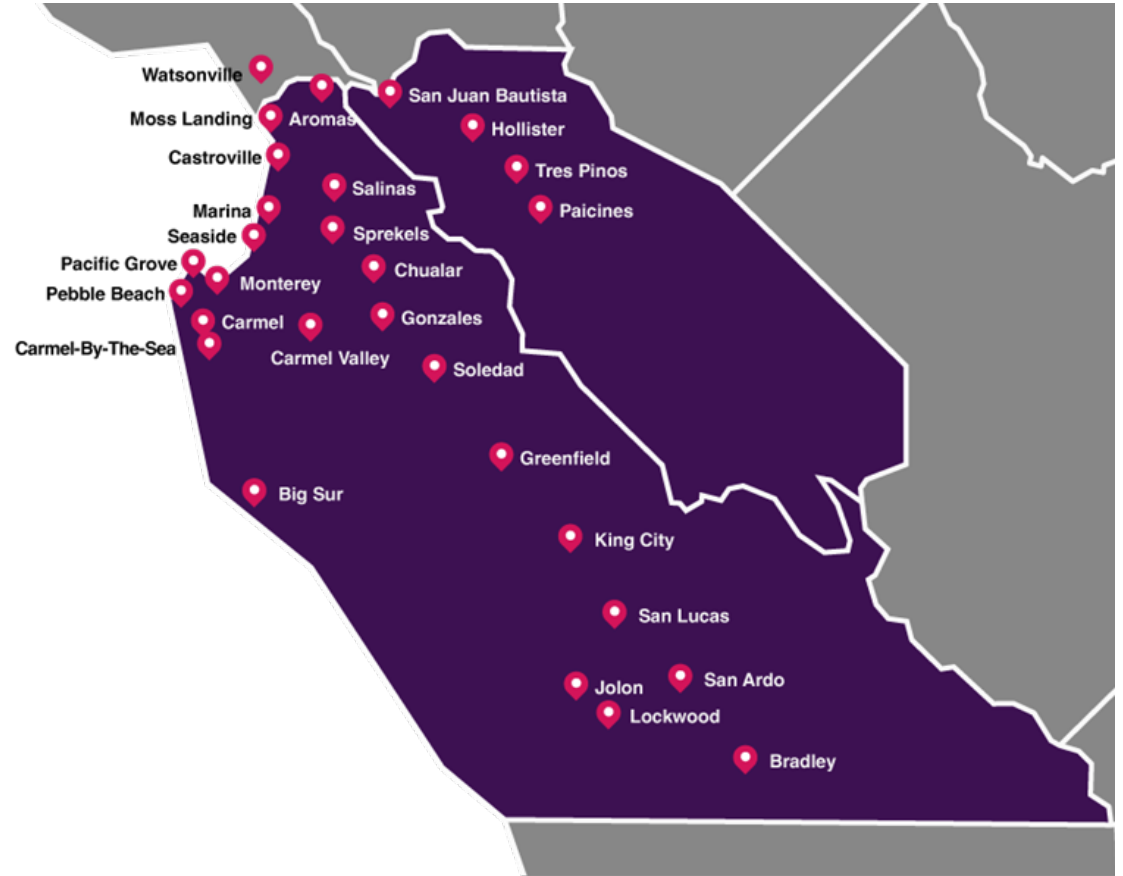 Watsonville
San Juan Bautista
Moss Landing
Aromas
Hollister
Castroville
Tres Pinos
Salinas
Paicines
Marina
Seaside
Sprekels
Pacific Grove
Chualar
Monterey
Pebble Beach
Carmel
Gonzales
Carmel-By-The-Sea
Carmel Valley
Soledad
Greenfield
Big Sur
King City
San Lucas
San Ardo
Jolon
Lockwood
Bradley